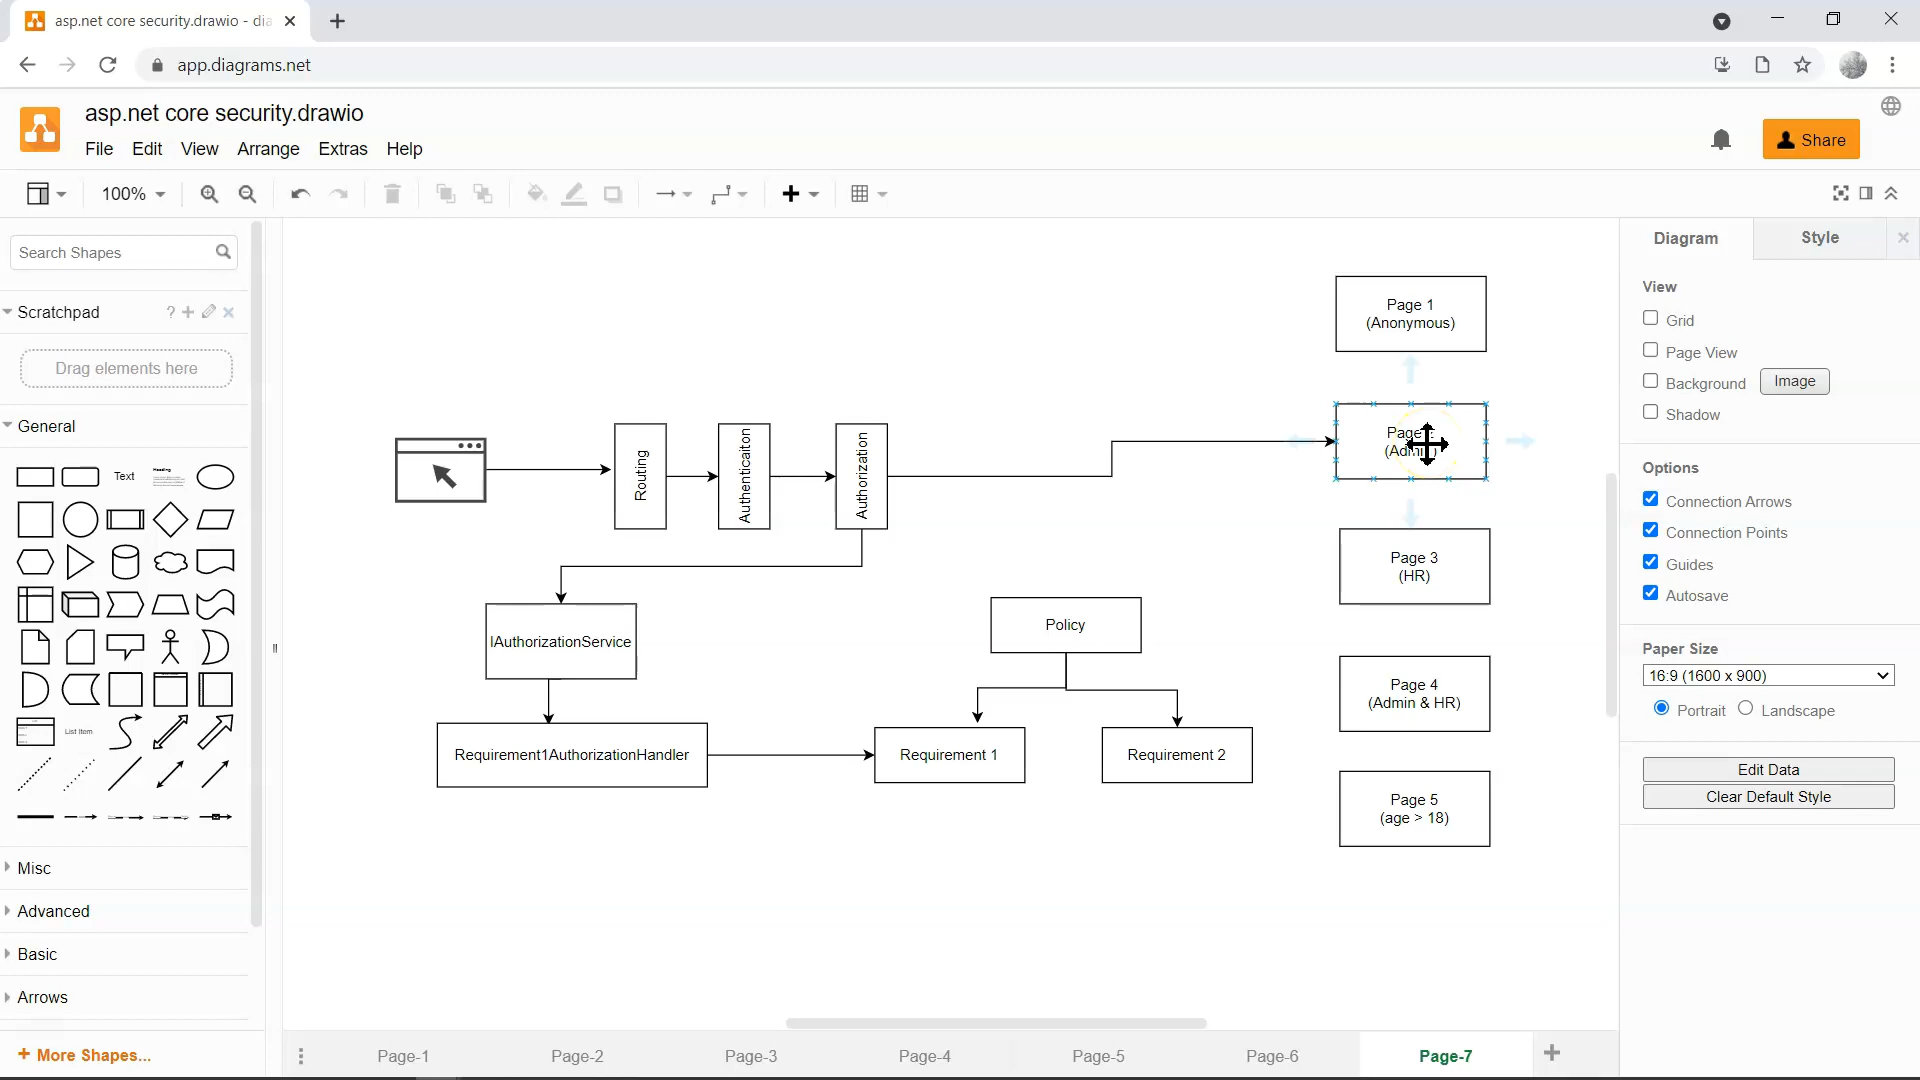 asp.net core security.drawio - dia
app.diagrams.net
asp.net core security.drawio
File Edit View Arrange Extras Help
Share
100%
Search Shapes
Scratchpad
?
Drag elements here
General
Text
Heading
List Item
Misc
Advanced
Basic
Arrows
+ More Shapes...
Routing
Authenticaiton
Authorization
IAuthorizationService
Requirement1AuthorizationHandler
Policy
Requirement 1
Requirement 2
Page 1
(Anonymous)
Page
(Admin)
Page 3
(HR)
Page 4
(Admin & HR)
Page 5
(age > 18)
Diagram Style
View
Grid
Page View
Background Image
Shadow
Options
Connection Arrows
Connection Points
Guides
Autosave
Paper Size
16:9 (1600 x 900)
Portrait Landscape
Edit Data
Clear Default Style
Page-1 Page-2 Page-3 Page-4 Page-5 Page-6 Page-7